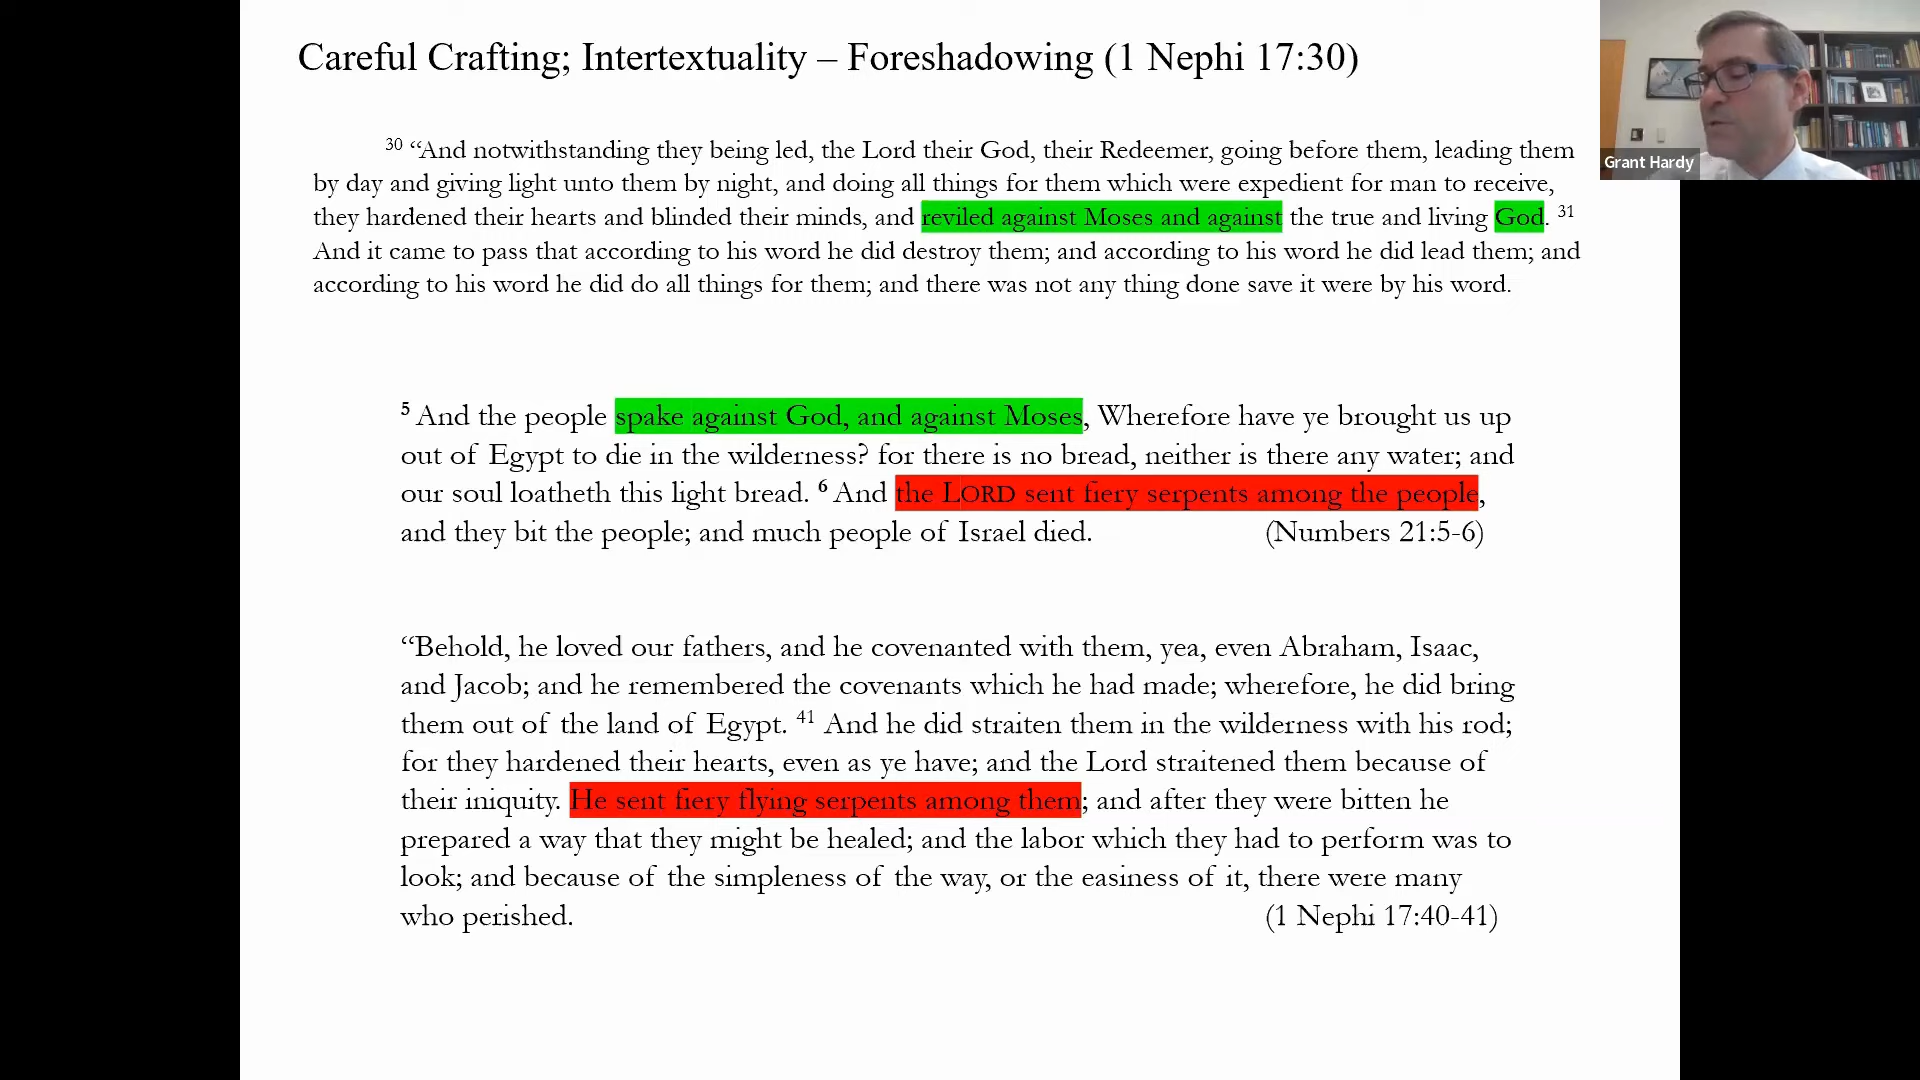 Careful Crafting; Intertextuality – Foreshadowing (1 Nephi 17:30)
Grant Hardy
30 “And notwithstanding they being led, the Lord their God, their Redeemer, going before them, leading them
by day and giving light unto them by night, and doing all things for them which were expedient for man to receive,
they hardened their hearts and blinded their minds, and reviled against Moses and against the true and living God. 31
And it came to pass that according to his word he did destroy them; and according to his word he did lead them; and
according to his word he did do all things for them; and there was not any thing done save it were by his word.
5 And the people spake against God, and against Moses, Wherefore have ye brought us up
out of Egypt to die in the wilderness? for there is no bread, neither is there any water; and
our soul loatheth this light bread. 6 And the LORD sent fiery serpents among the people,
and they bit the people; and much people of Israel died. (Numbers 21:5-6)
“Behold, he loved our fathers, and he covenanted with them, yea, even Abraham, Isaac,
and Jacob; and he remembered the covenants which he had made; wherefore, he did bring
them out of the land of Egypt. 41 And he did straiten them in the wilderness with his rod;
for they hardened their hearts, even as ye have; and the Lord straitened them because of
their iniquity. He sent fiery flying serpents among them; and after they were bitten he
prepared a way that they might be healed; and the labor which they had to perform was to
look; and because of the simpleness of the way, or the easiness of it, there were many
who perished. (1 Nephi 17:40-41)